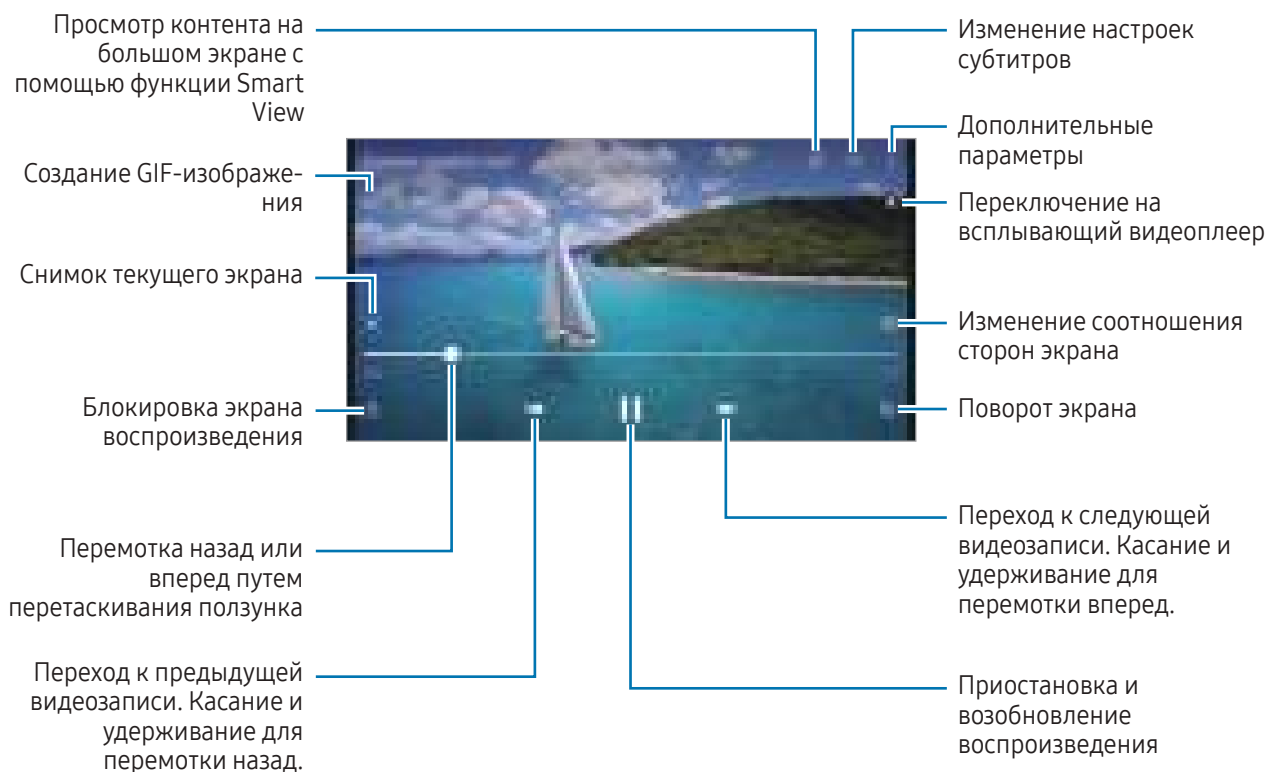 Просмотр контента на
большом экране с
помощью функции Smart
View
Создание GIF-изображе-
ния
Снимок текущего экрана
Блокировка экрана
воспроизведения
Перемотка назад или
вперед путем
перетаскивания ползунка
Переход к предыдущей
видеозаписи. Касание и
удерживание для
перемотки назад.
Изменение настроек
субтитров
Дополнительные
параметры
Переключение на
всплывающий видеоплеер
Изменение соотношения
сторон экрана
Поворот экрана
Переход к следующей
видеозаписи. Касание и
удерживание для
перемотки вперед.
Приостановка и
возобновление
воспроизведения